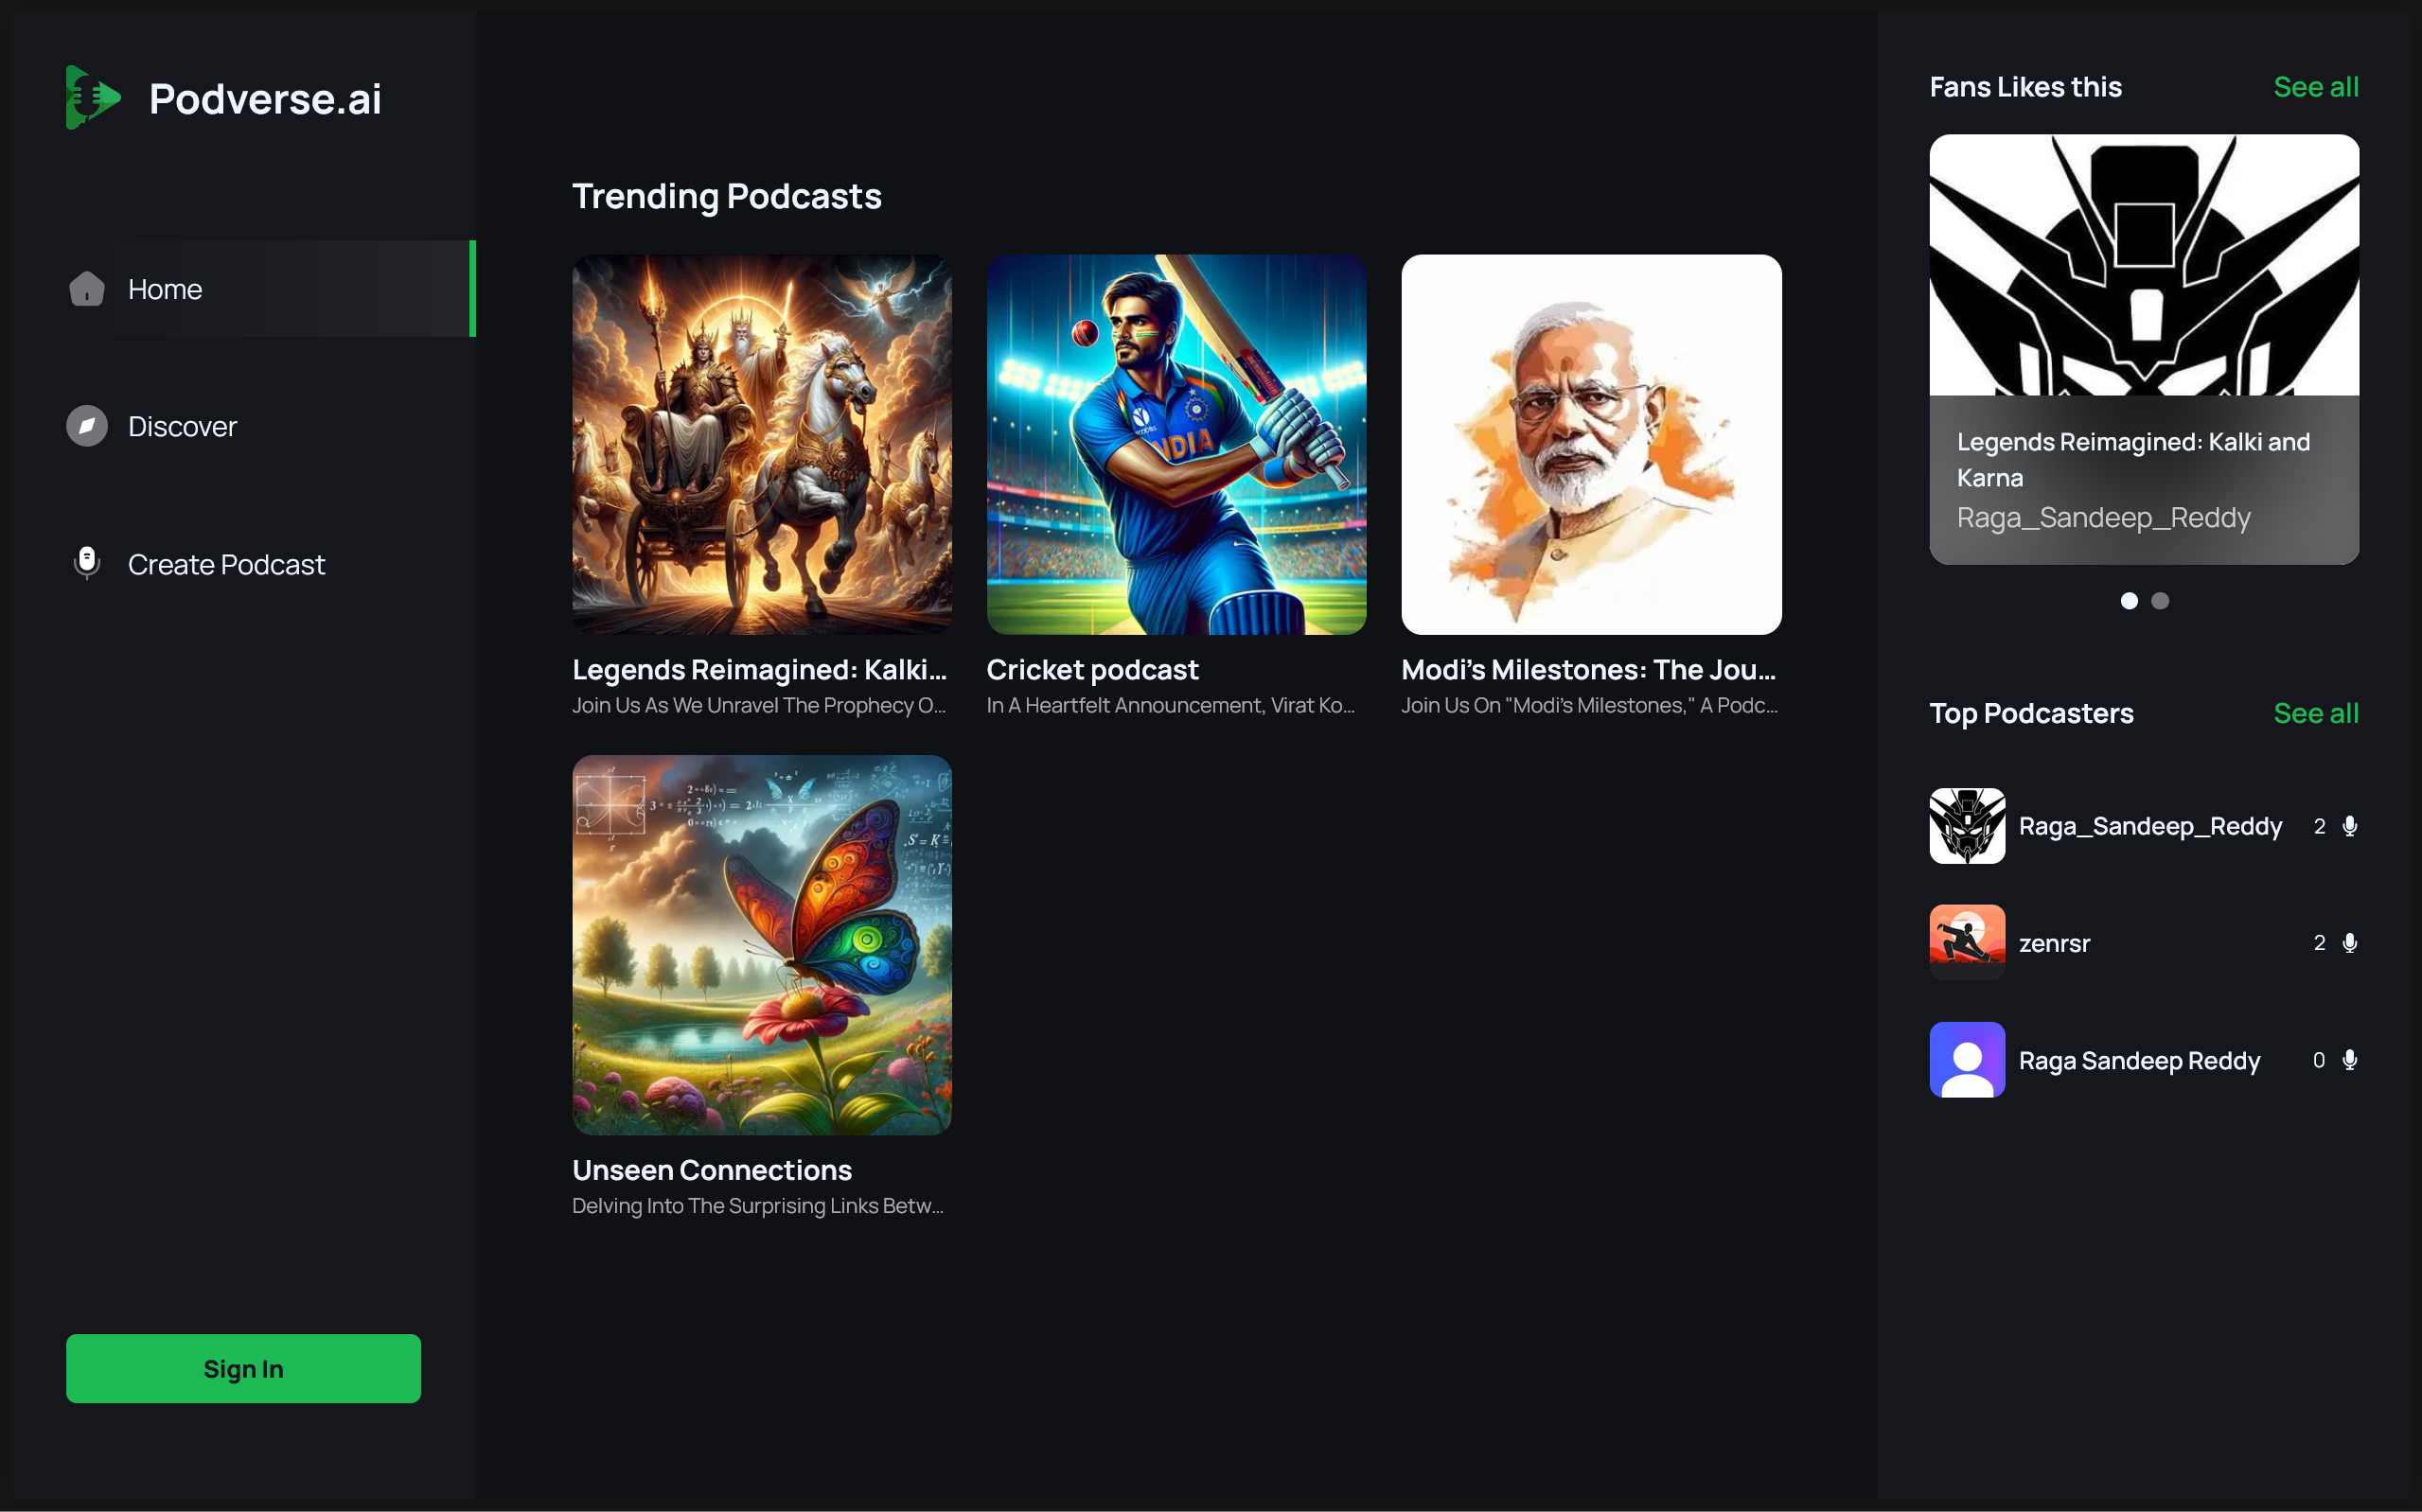 Podverse.ai
Home
Discover
Create Podcast
Sign In
Trending Podcasts
INDIA
Legends Reimagined: Kalki...
Join Us As We Unravel The Prophecy O...
Cricket podcast
In A Heartfelt Announcement, Virat Ko...
Modi's Milestones: The Jou...
Join Us On "Modi's Milestones," A Podc...
Unseen Connections
Delving Into The Surprising Links Betw...
Fans Likes this
See all
Legends Reimagined: Kalki and
Karna
Raga_Sandeep_Reddy
Top Podcasters
See all
Raga_Sandeep_Reddy 2
zenrsr 2
Raga Sandeep Reddy 0